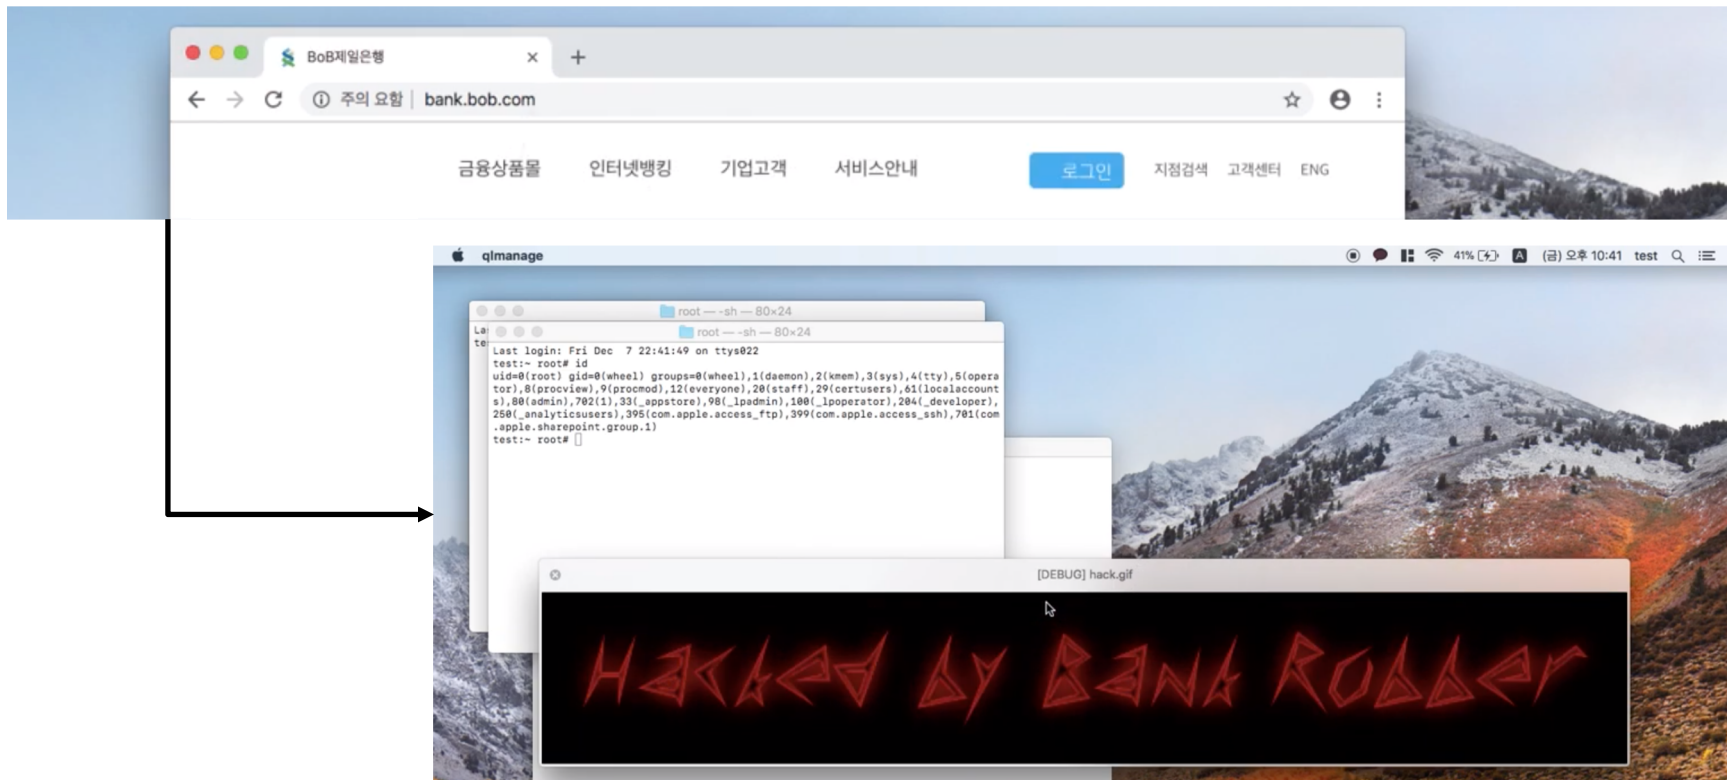 BoB제일은행
주의 요함 | bank.bob.com
금융상품몰 인터넷뱅킹 기업고객 서비스안내 로그인 지점검색 고객센터 ENG
qlmanage 41% A (금) 오후 10:41 test
root — -sh — 80×24
La
te
root — -sh — 80×24
Last login: Fri Dec  7 22:41:49 on ttys022
test:~ root# id
uid=0(root) gid=0(wheel) groups=0(wheel),1(daemon),2(kmem),3(sys),4(tty),5(opera
tor),8(procview),9(procmod),12(everyone),20(staff),29(certusers),61(localaccount
s),80(admin),702(1),33(_appstore),98(_lpadmin),100(_lpoperator),204(_developer),
250(_analyticsusers),395(com.apple.access_ftp),399(com.apple.access_ssh),701(com
.apple.sharepoint.group.1)
test:~ root#
[DEBUG] hack.gif
Hacked by Bank Robber